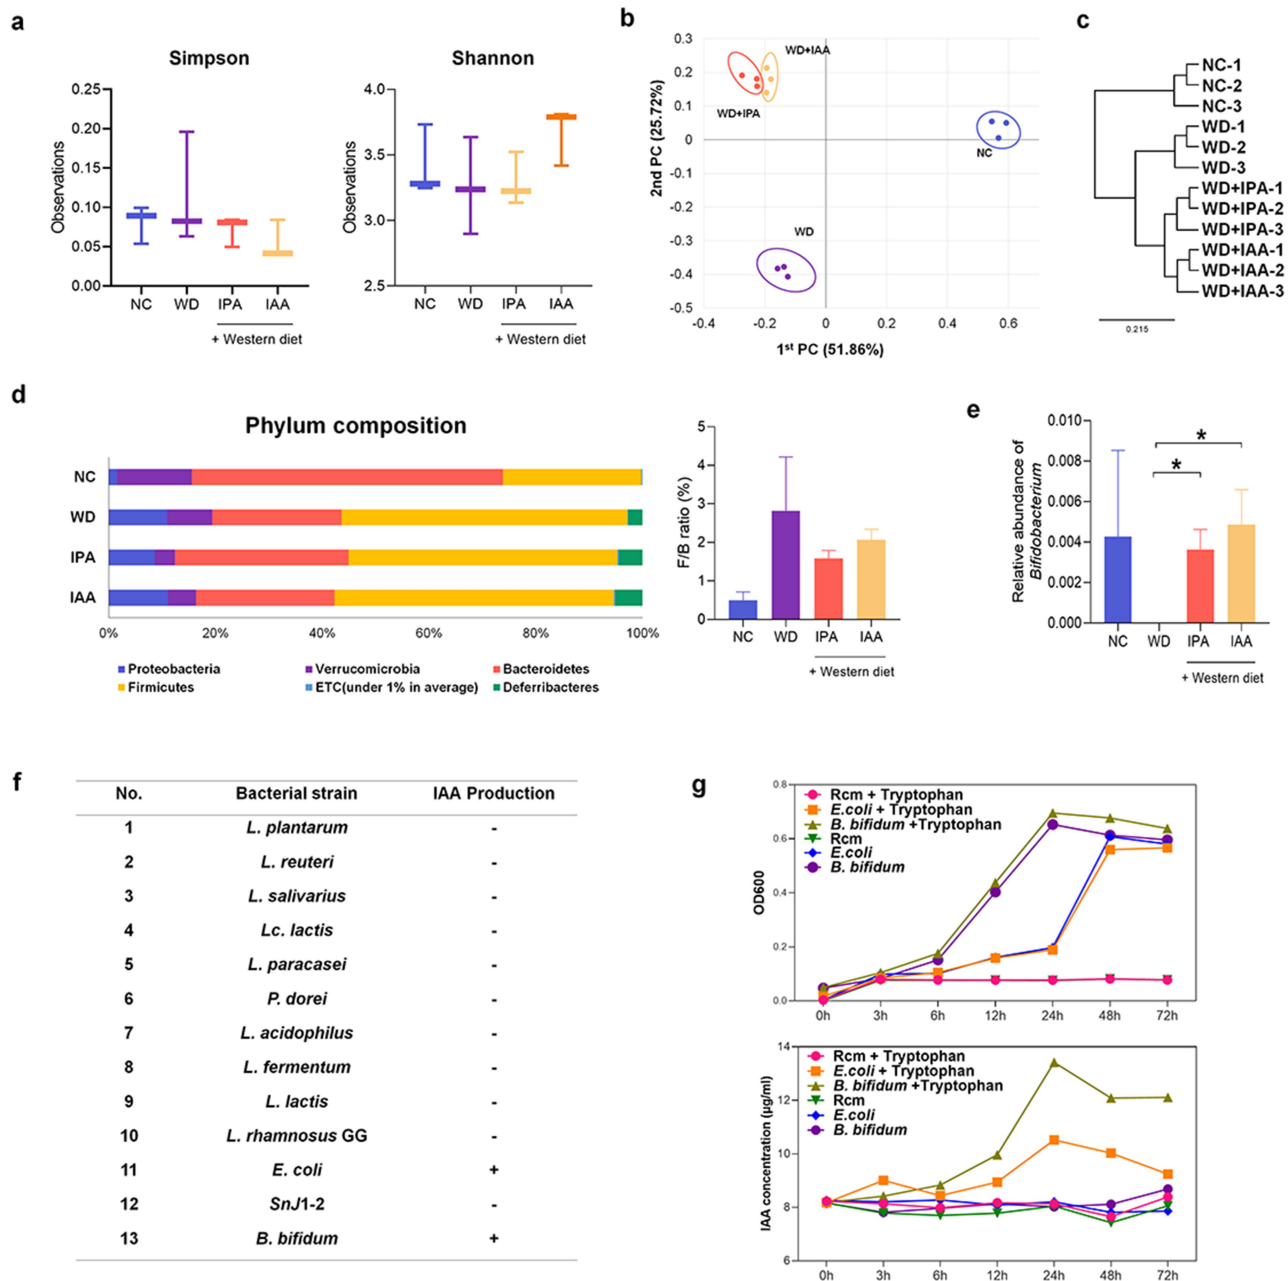 a
Simpson
Observations
0.25
0.20
0.15
0.10
0.05
0.00
NC WD IPA IAA
+ Western diet
Shannon
Observations
4.0
3.5
3.0
2.5
NC WD IPA IAA
+ Western diet
b
2nd PC (25.72%)
0.3
0.2
0.1
0
-0.1
-0.2
-0.3
-0.4
-0.5
WD+IAA
WD+IPA
NC
WD
-0.4 -0.2 0 0.2 0.4 0.6
1st PC (51.86%)
c
NC-1
NC-2
NC-3
WD-1
WD-2
WD-3
WD+IPA-1
WD+IPA-2
WD+IPA-3
WD+IAA-1
WD+IAA-2
WD+IAA-3
0.215
d
Phylum composition
NC
WD
IPA
IAA
0% 20% 40% 60% 80% 100%
Proteobacteria Verrucomicrobia Bacteroidetes
Firmicutes ETC(under 1% in average) Deferribacteres
F/B ratio (%)
5
4
3
2
1
0
NC WD IPA IAA
+ Western diet
e
Relative abundance of
Bifidobacterium
0.010
0.008
0.006
0.004
0.002
0.000
*
*
NC WD IPA IAA
+ Western diet
f
No. Bacterial strain IAA Production
1 L. plantarum -
2 L. reuteri -
3 L. salivarius -
4 Lc. lactis -
5 L. paracasei -
6 P. dorei -
7 L. acidophilus -
8 L. fermentum -
9 L. lactis -
10 L. rhamnosus GG -
11 E. coli +
12 SnJ1-2 -
13 B. bifidum +
g
OD600
0.8
0.6
0.4
0.2
0.0
Rcm + Tryptophan
E.coli + Tryptophan
B. bifidum +Tryptophan
Rcm
E.coli
B. bifidum
0h 3h 6h 12h 24h 48h 72h
IAA concentration (µg/ml)
14
12
10
8
6
Rcm + Tryptophan
E.coli + Tryptophan
B. bifidum +Tryptophan
Rcm
E.coli
B. bifidum
0h 3h 6h 12h 24h 48h 72h